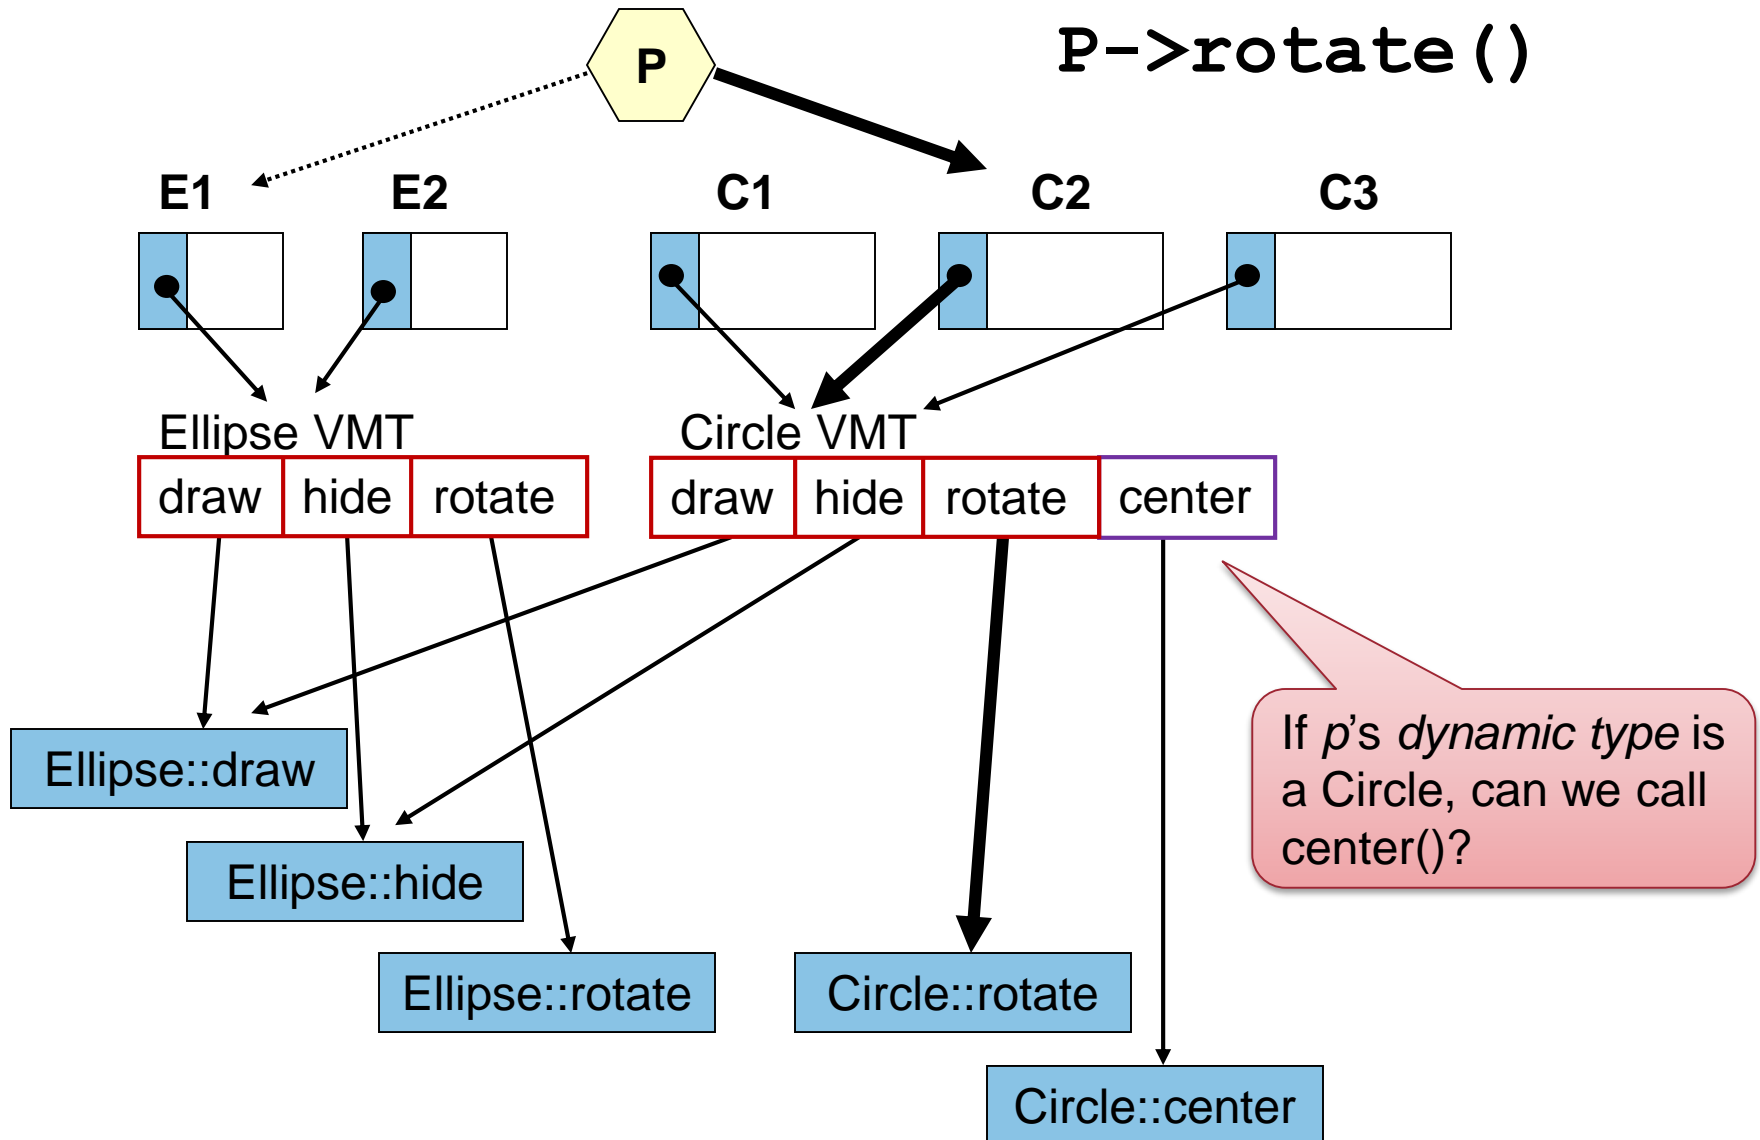 P
P->rotate()
E1
E2
C1
C2
C3
Ellipse VMT
Circle VMT
draw hide rotate
draw hide rotate center
If p's dynamic type is
a Circle, can we call
center()?
Ellipse::draw
Ellipse::hide
Ellipse::rotate
Circle::rotate
Circle::center